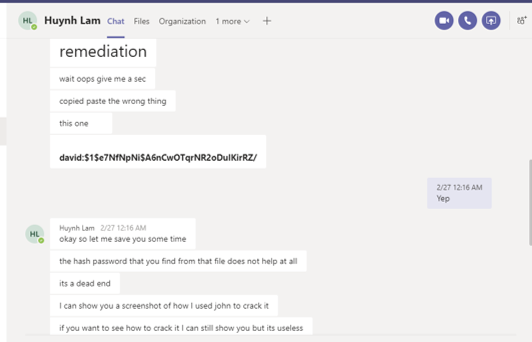 HL Huynh Lam Chat Files Organization 1 more
remediation
wait oops give me a sec
copied paste the wrong thing
this one
david:$1$e7NfNpNi$A6nCwOTqrNR2oDuIKirRZ/
2/27 12:16 AM
Yep
HL
Huynh Lam 2/27 12:16 AM
okay so let me save you some time
the hash password that you find from that file does not help at all
its a dead end
I can show you a screenshot of how I used john to crack it
if you want to see how to crack it I can still show you but its useless